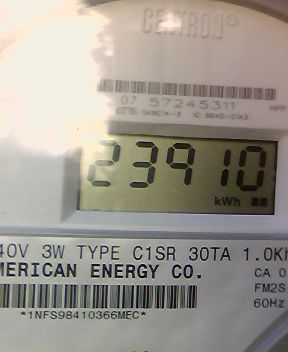 CENTRON®
07 57245311
23910
kWh
40V 3W TYPE C1SR 30TA 1.0Kh
MERICAN ENERGY CO.
CA 0
FM2S
60Hz
*1NFS98410366MEC*